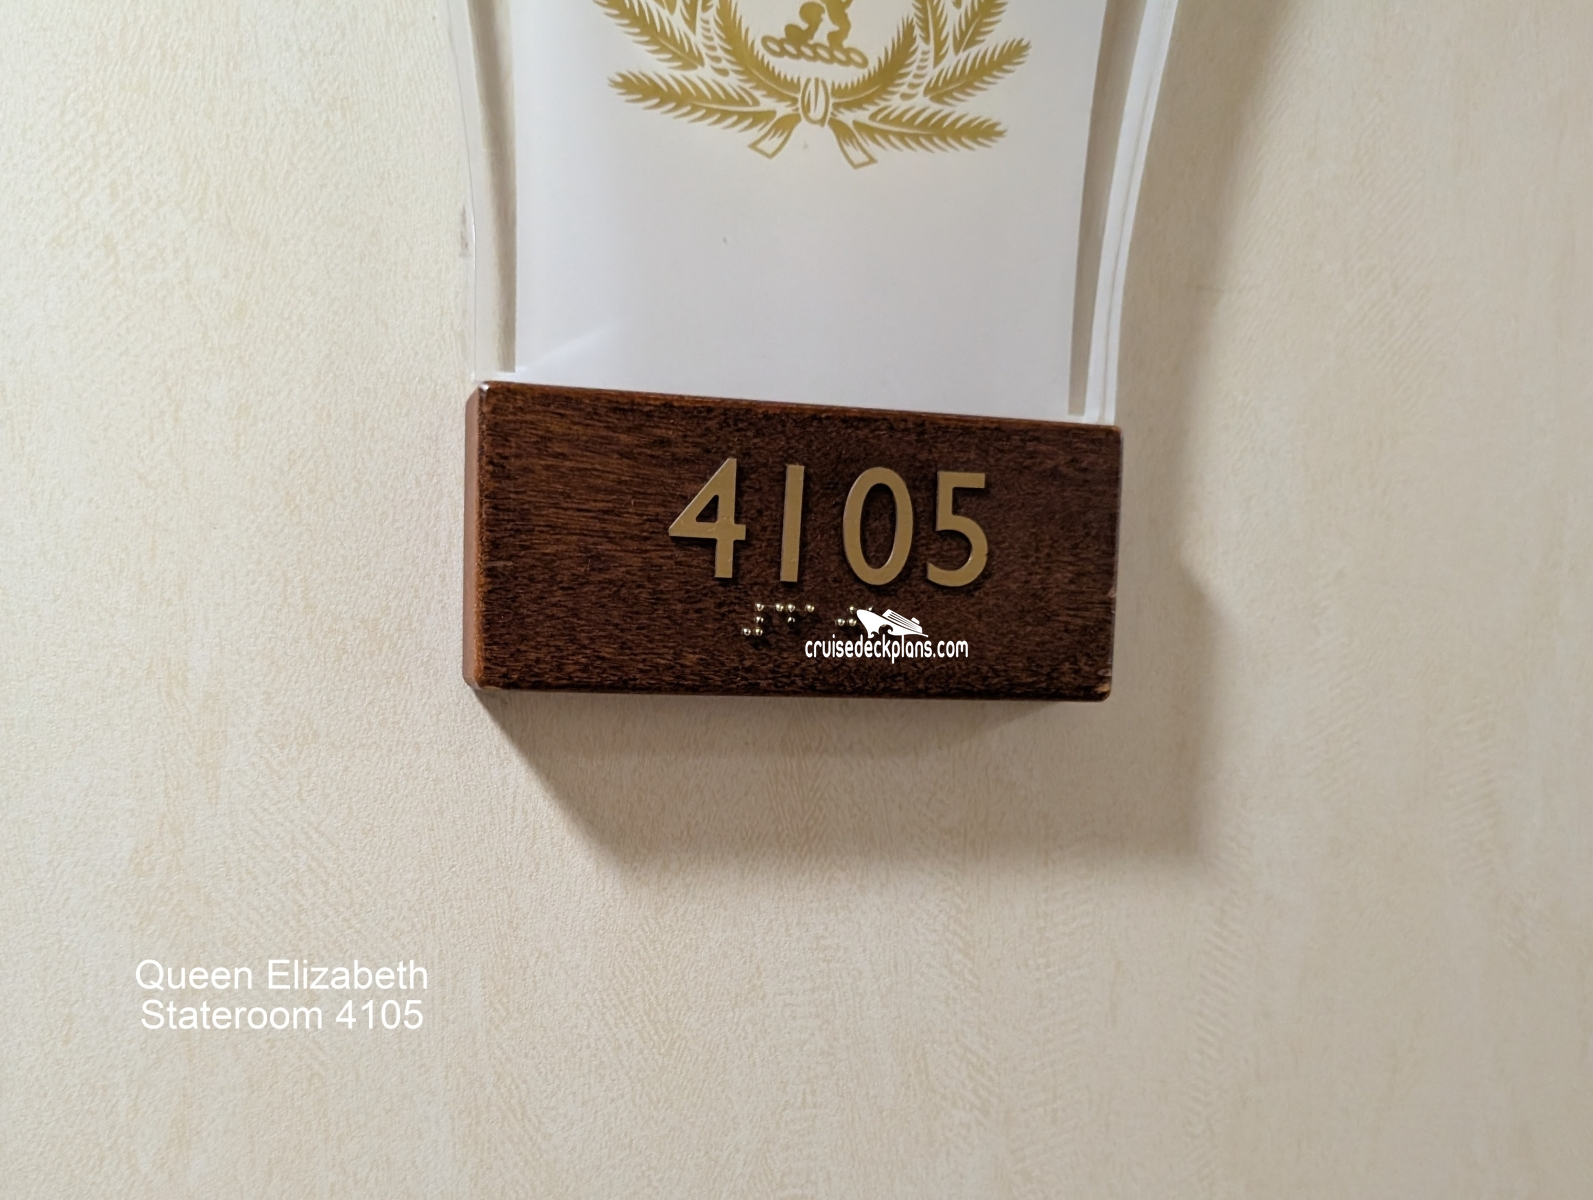 4105
cruisedeckplans.com
Queen Elizabeth
Stateroom 4105